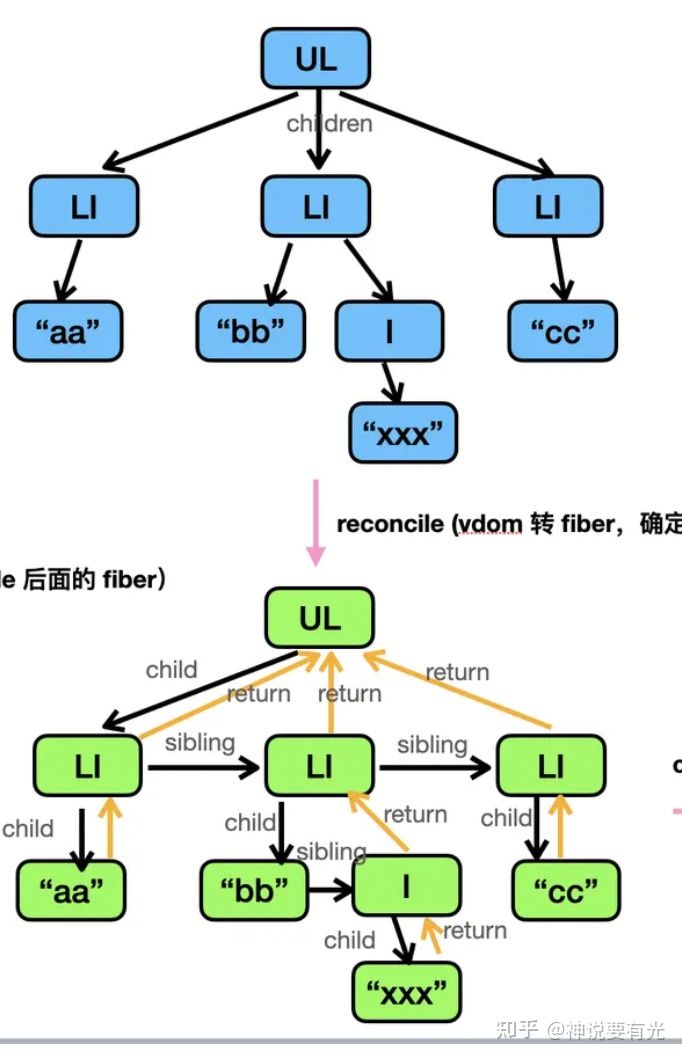 UL
children
LI LI LI
“aa” “bb” I “cc”
“xxx”
reconcile (vdom 转 fiber，确定
后面的 fiber）
UL
child return return return
LI sibling LI sibling LI
child child sibling return child
“aa” “bb” I “cc”
child return
“xxx”
知乎 @神说要有光